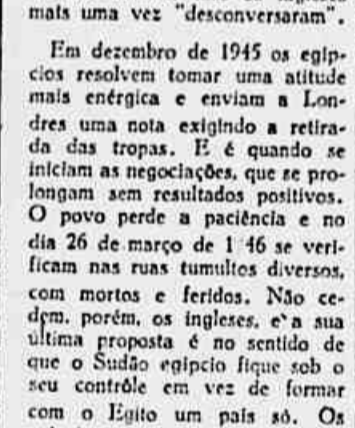 mais uma vez "desconversaram".
Em dezembro de 1945 os egíp-
cios resolvem tomar uma atitude
mais enérgica e enviam a Lon-
dres uma nota exigindo a retira-
da das tropas. E é quando se
iniciam as negociações, que se pro-
longam sem resultados positivos.
O povo perde a paciência e no
dia 26 de março de 1 46 se veri-
ficam nas ruas tumultos diversos,
com mortos e feridos. Não ce-
dem, porém, os ingleses, e a sua
última proposta é no sentido de
que o Sudão egípcio fique sob o
seu contrôle em vez de formar
com o Egito um país só. Os